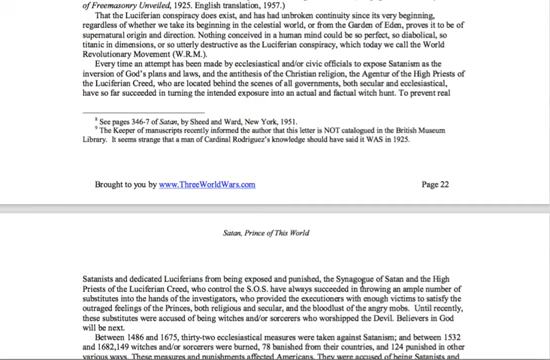 of Freemasonry Unveiled, 1925. English translation, 1957.)
That the Luciferian conspiracy does exist, and has had unbroken continuity since its very beginning,
regardless of whether we take its beginning in the celestial world, or from the Garden of Eden, proves it to be of
supernatural origin and direction. Nothing conceived in a human mind could be so perfect, so diabolical, so
titanic in dimensions, or so utterly destructive as the Luciferian conspiracy, which today we call the World
Revolutionary Movement (W.R.M.).
Every time an attempt has been made by ecclesiastical and/or civic officials to expose Satanism as the
inversion of God's plans and laws, and the antithesis of the Christian religion, the Agentur of the High Priests of
the Luciferian Creed, who are located behind the scenes of all governments, both secular and ecclesiastical,
have so far succeeded in turning the intended exposure into an actual and factual witch hunt. To prevent real
8 See pages 346-7 of Satan, by Sheed and Ward, New York, 1951.
9 The Keeper of manuscripts recently informed the author that this letter is NOT catalogued in the British Museum
Library. It seems strange that a man of Cardinal Rodriguez's knowledge should have said it WAS in 1925.
Brought to you by www.ThreeWorldWars.com Page 22
Satan, Prince of This World
Satanists and dedicated Luciferians from being exposed and punished, the Synagogue of Satan and the High
Priests of the Luciferian Creed, who control the S.O.S. have always succeeded in throwing an ample number of
substitutes into the hands of the investigators, who provided the executioners with enough victims to satisfy the
outraged feelings of the Princes, both religious and secular, and the bloodlust of the angry mobs. Until recently,
these substitutes were accused of being witches and/or sorcerers who worshipped the Devil. Believers in God
will be next.
Between 1486 and 1675, thirty-two ecclesiastical measures were taken against Satanism; and between 1532
and 1682,149 witches and/or sorcerers were burned, 78 banished from their countries, and 124 punished in other
various ways. These measures and punishments affected Americans. They were accused of being Satanists and